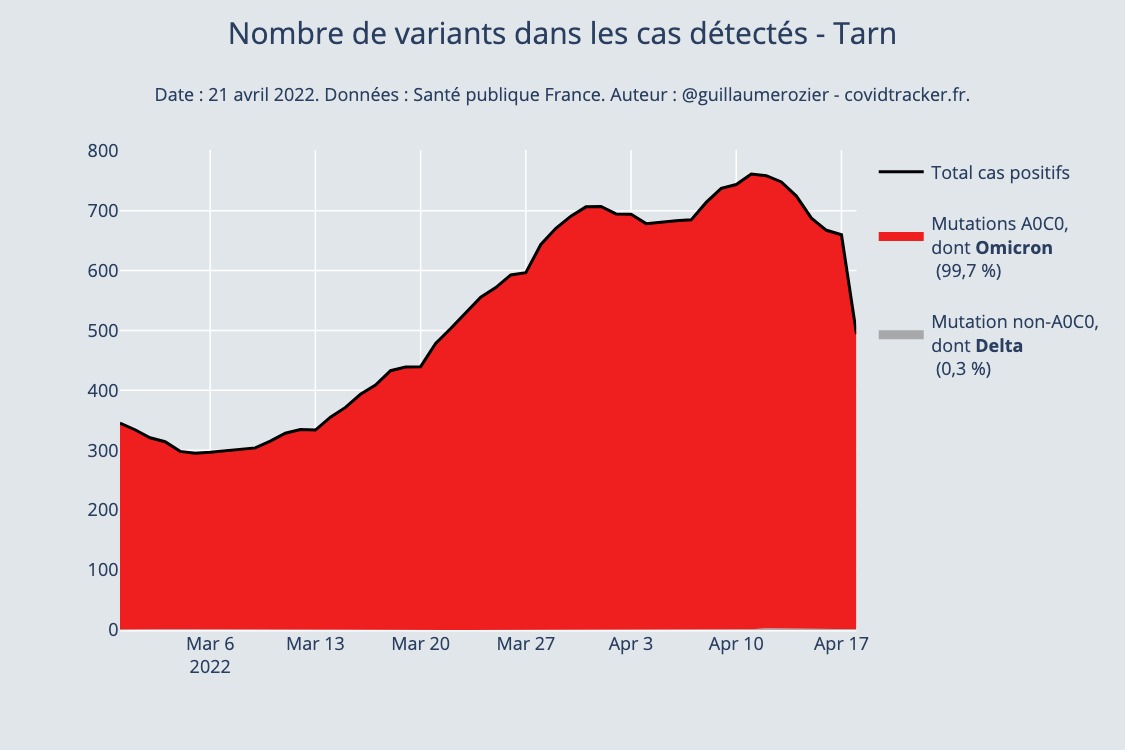 Nombre de variants dans les cas détectés - Tarn
Date : 21 avril 2022. Données : Santé publique France. Auteur : @guillaumerozier - covidtracker.fr.
800
700
600
500
400
300
200
100
0
Mar 6
2022
Mar 13
Mar 20
Mar 27
Apr 3
Apr 10
Apr 17
Total cas positifs
Mutations A0C0,
dont Omicron
(99,7 %)
Mutation non-A0C0,
dont Delta
(0,3 %)